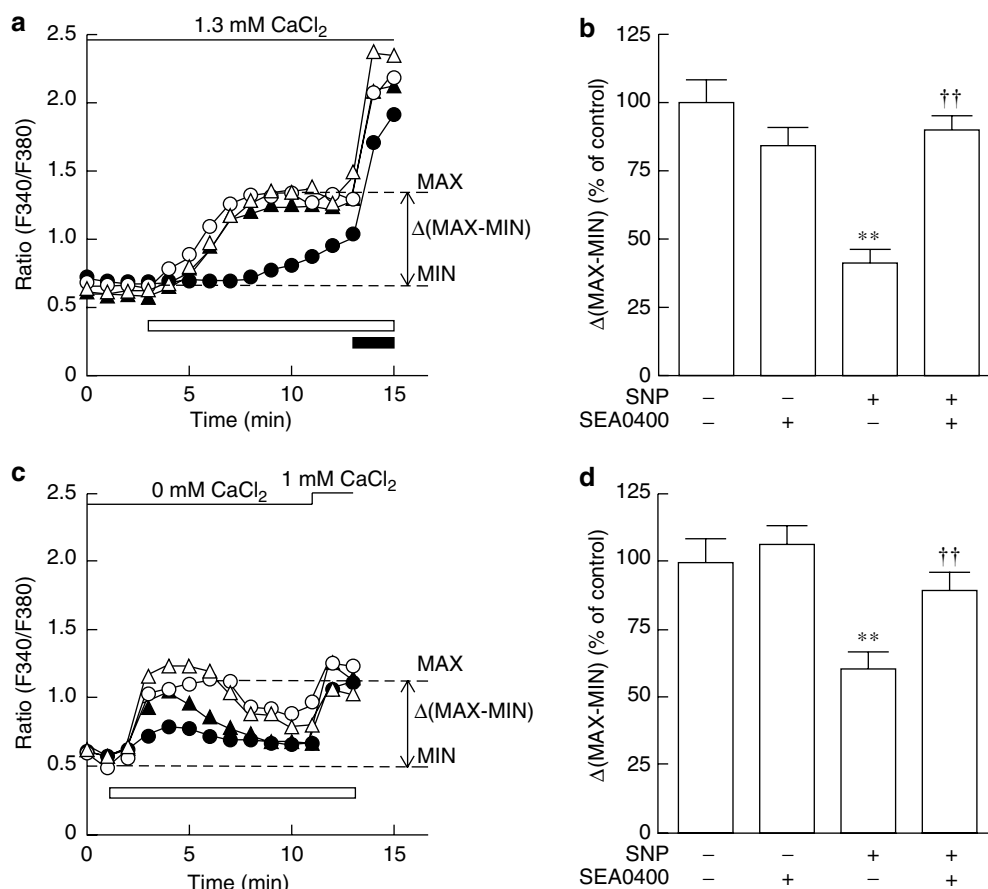 a
1.3 mM CaCl₂
2.5
2.0
1.5
1.0
0.5
0
Ratio (F340/F380)
MAX
Δ(MAX-MIN)
MIN
0 5 10 15
Time (min)
b
125
100
75
50
25
0
Δ(MAX-MIN) (% of control)
**
††
SNP – – + +
SEA0400 – + – +
c
0 mM CaCl₂
1 mM CaCl₂
2.5
2.0
1.5
1.0
0.5
0
Ratio (F340/F380)
MAX
Δ(MAX-MIN)
MIN
0 5 10 15
Time (min)
d
125
100
75
50
25
0
Δ(MAX-MIN) (% of control)
**
††
SNP – – + +
SEA0400 – + – +